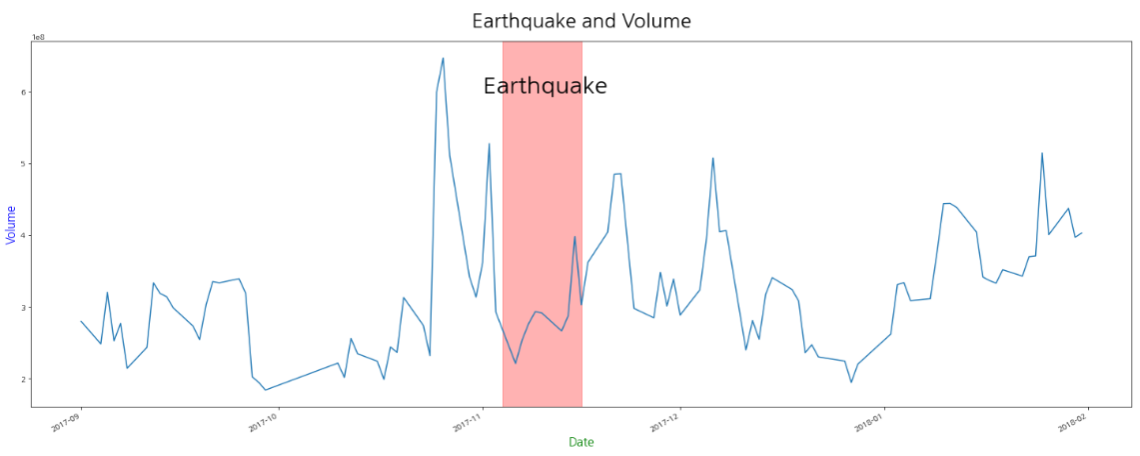 Earthquake and Volume
1e8
Earthquake
6
5
4
3
2
Volume
2017-09
2017-10
2017-11
2017-12
2018-01
2018-02
Date